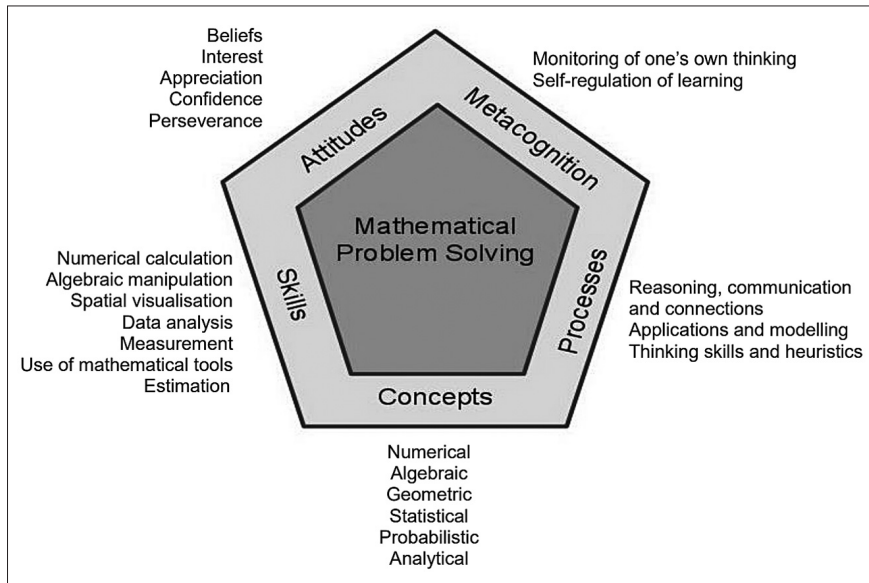 Beliefs
Interest
Appreciation
Confidence
Perseverance
Monitoring of one's own thinking
Self-regulation of learning
Attitudes
Metacognition
Mathematical
Problem Solving
Numerical calculation
Algebraic manipulation
Spatial visualisation
Data analysis
Measurement
Use of mathematical tools
Estimation
Skills
Processes
Reasoning, communication
and connections
Applications and modelling
Thinking skills and heuristics
Concepts
Numerical
Algebraic
Geometric
Statistical
Probabilistic
Analytical